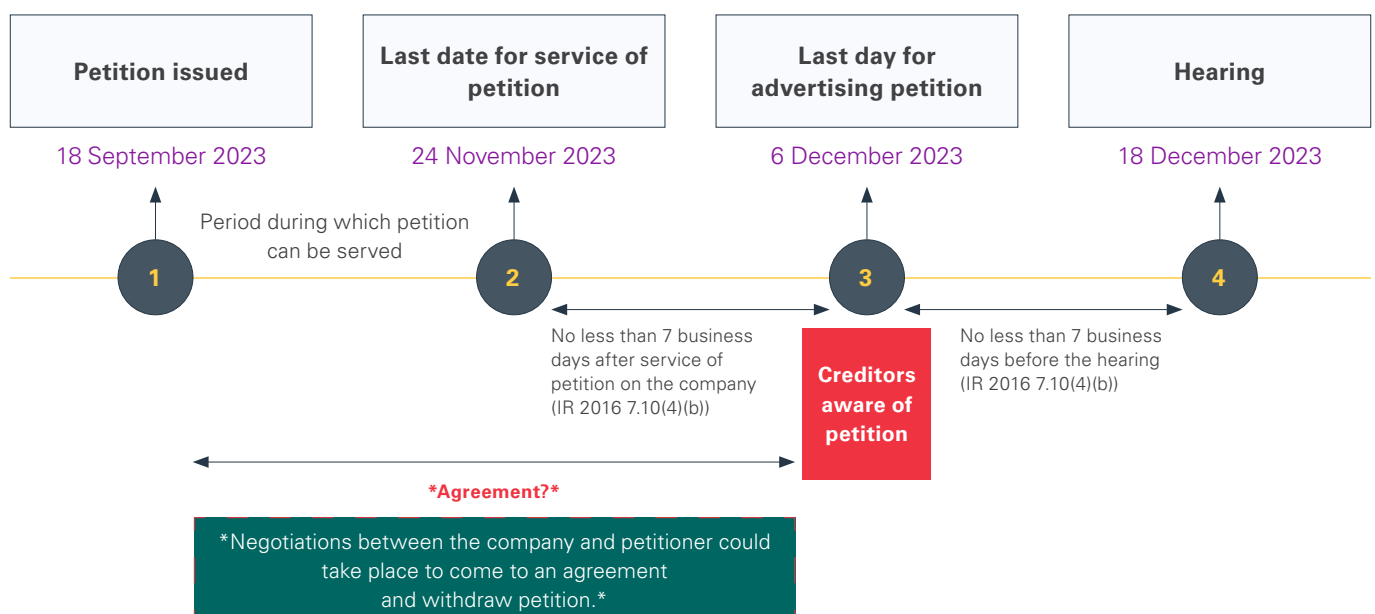 Petition issued
Last date for service of
petition
Last day for
advertising petition
Hearing
18 September 2023
24 November 2023
6 December 2023
18 December 2023
Period during which petition
can be served
1
2
3
4
No less than 7 business
days after service of
petition on the company
(IR 2016 7.10(4)(b))
Creditors
aware of
petition
No less than 7 business
days before the hearing
(IR 2016 7.10(4)(b))
*Agreement?*
*Negotiations between the company and petitioner could
take place to come to an agreement
and withdraw petition.*